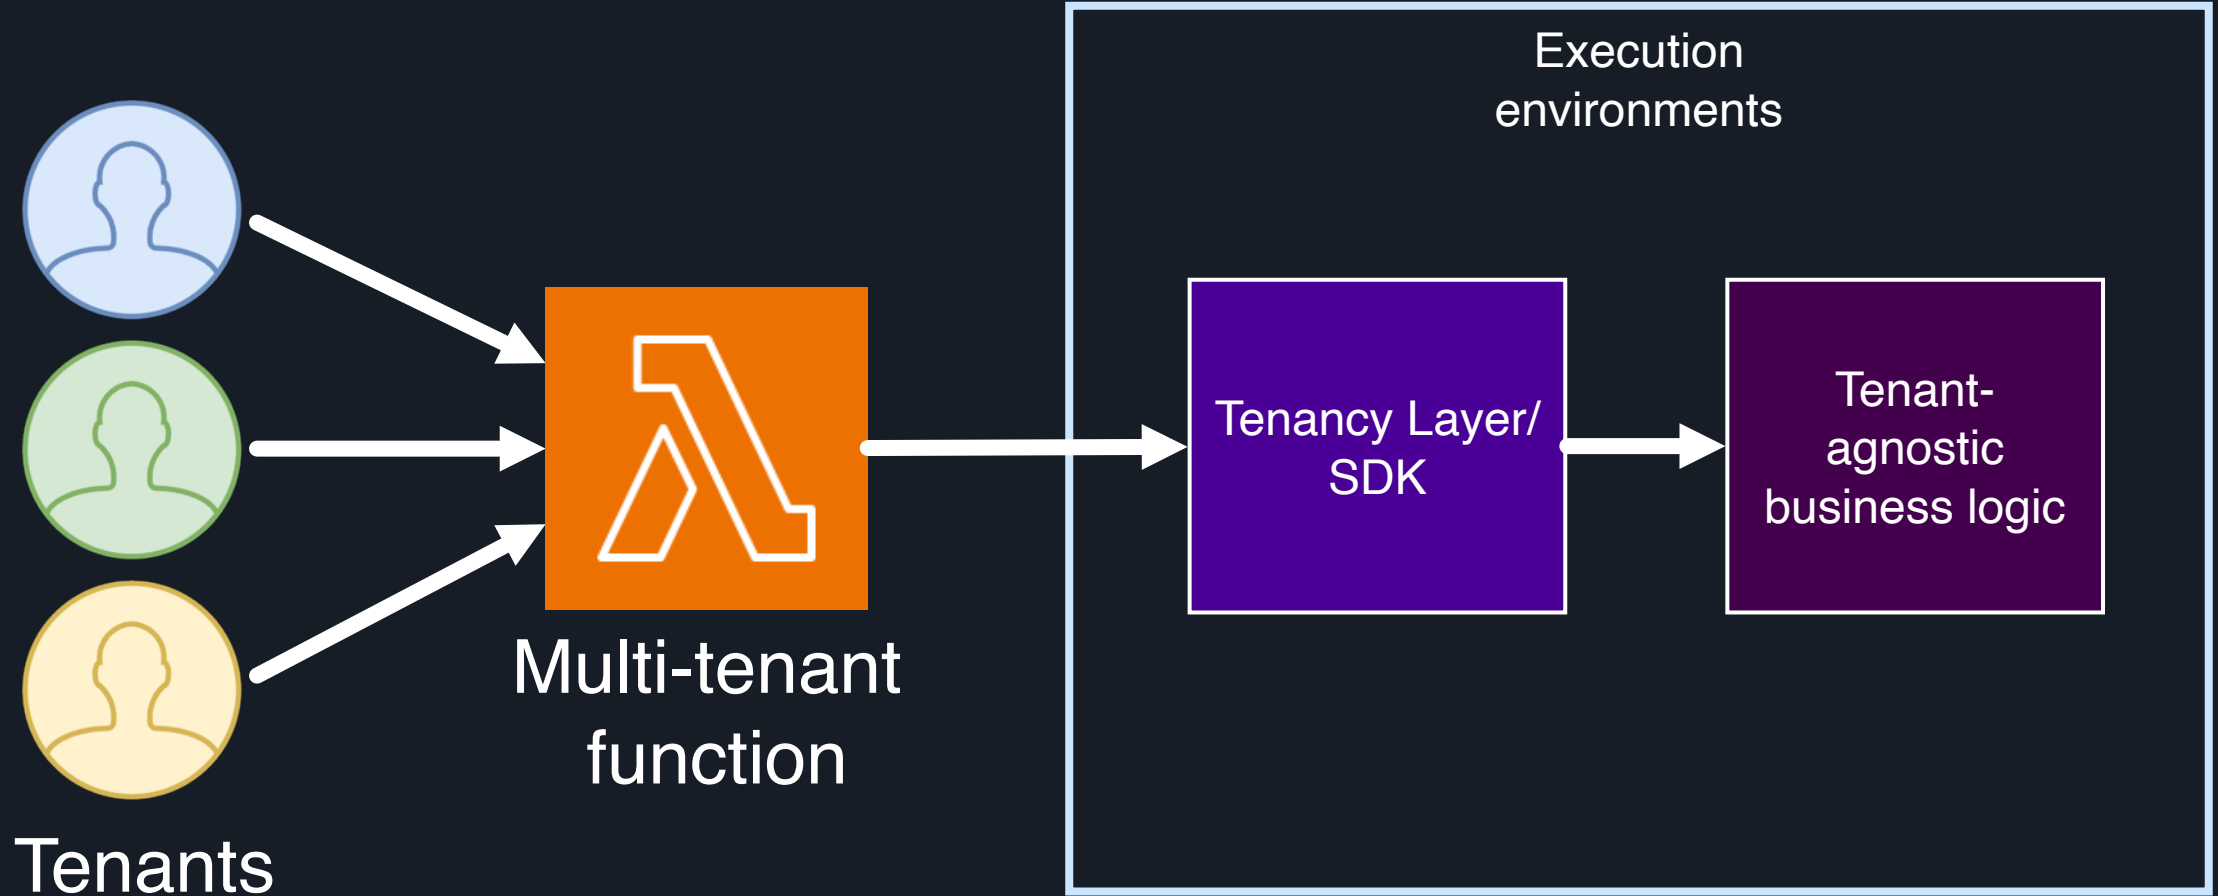 Execution
environments
Tenancy Layer/
SDK
Tenant-
agnostic
business logic
Multi-tenant
function
Tenants